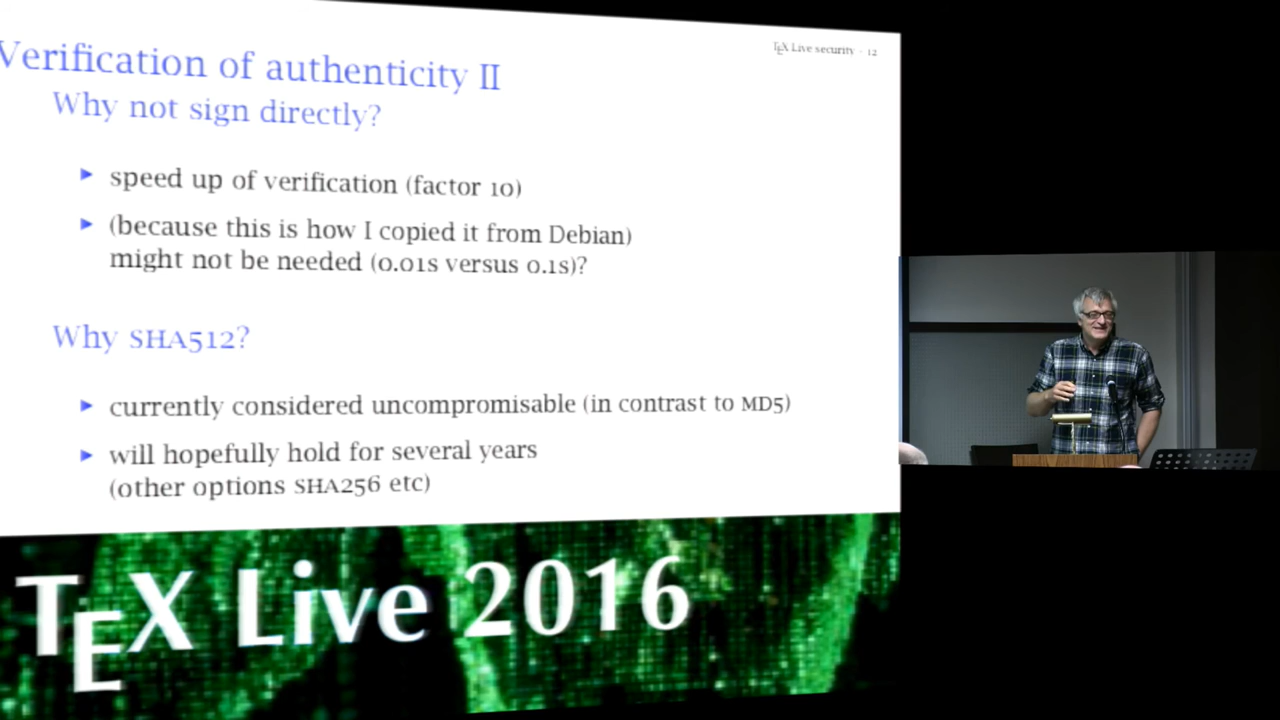 TEX Live security · 12
Verification of authenticity II
Why not sign directly?
speed up of verification (factor 10)
(because this is how I copied it from Debian)
might not be needed (0.01s versus 0.1s)?
Why SHA512?
currently considered uncompromisable (in contrast to MD5)
will hopefully hold for several years
(other options SHA256 etc)
TEX Live 2016